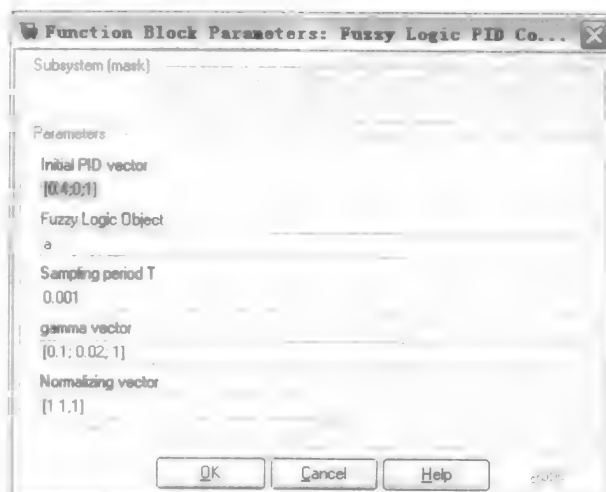 Function Block Parameters: Fuzzy Logic PID Co...
Subsystem (mask)
Parameters
Initial PID vector
[0.4;0;1]
Fuzzy Logic Object
a
Sampling period T
0.001
gamma vector
[0.1; 0.02; 1]
Normalizing vector
[1 1,1]
OK Cancel Help